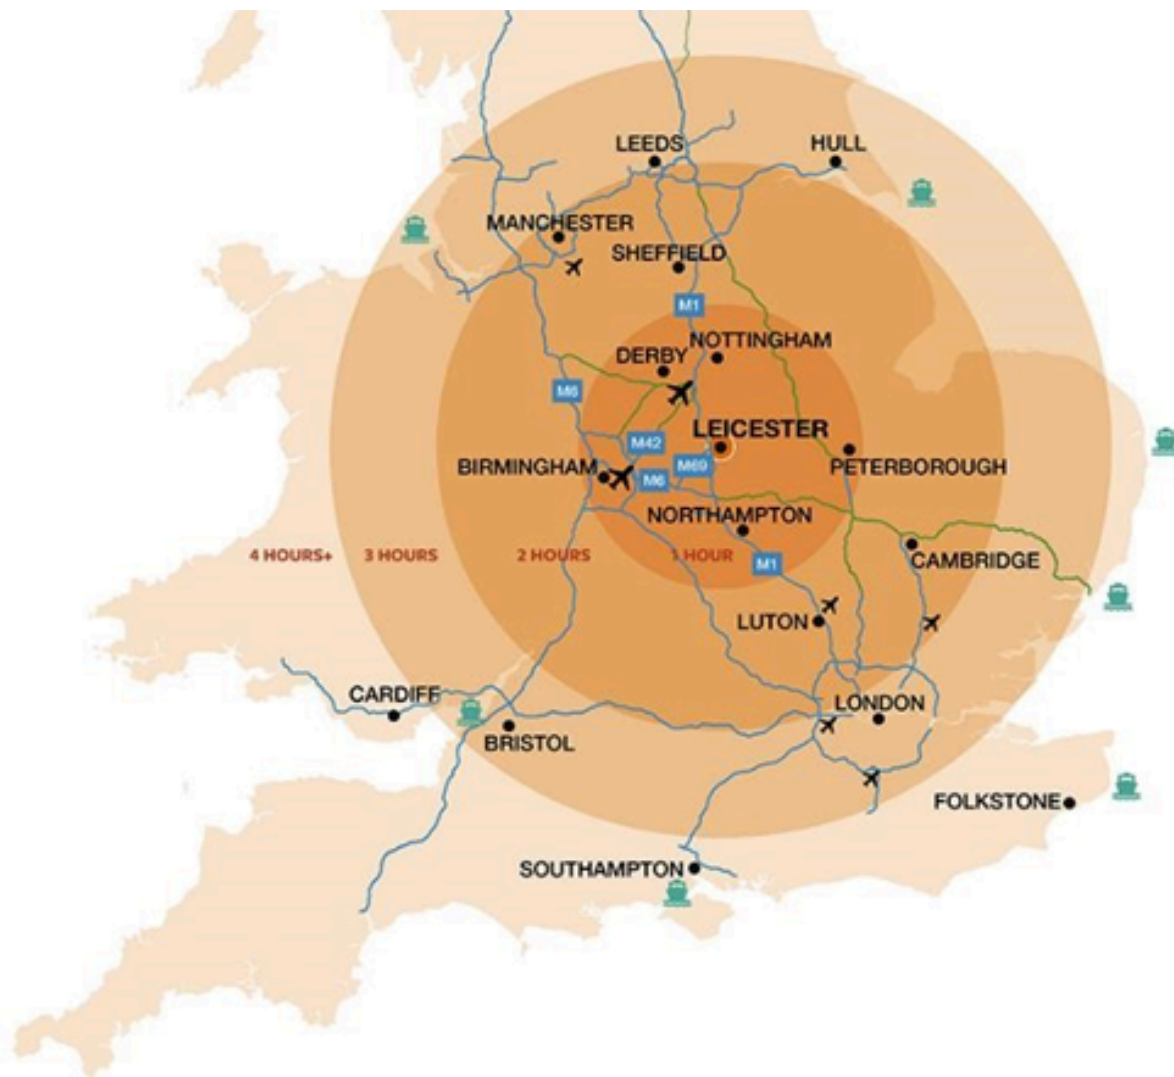 LEEDS
HULL
MANCHESTER
SHEFFIELD
M1
NOTTINGHAM
DERBY
M6
LEICESTER
M42
BIRMINGHAM
M69
M6
PETERBOROUGH
NORTHAMPTON
4 HOURS+
3 HOURS
2 HOURS
1 HOUR
M1
CAMBRIDGE
LUTON
CARDIFF
LONDON
BRISTOL
FOLKSTONE
SOUTHAMPTON